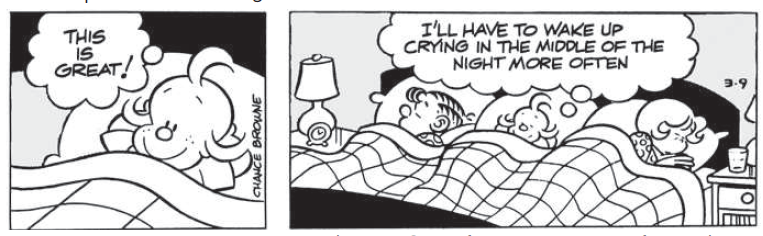 THIS
IS
GREAT!
CHANCE BROWNE
I'LL HAVE TO WAKE UP
CRYING IN THE MIDDLE OF THE
NIGHT MORE OFTEN
3-9